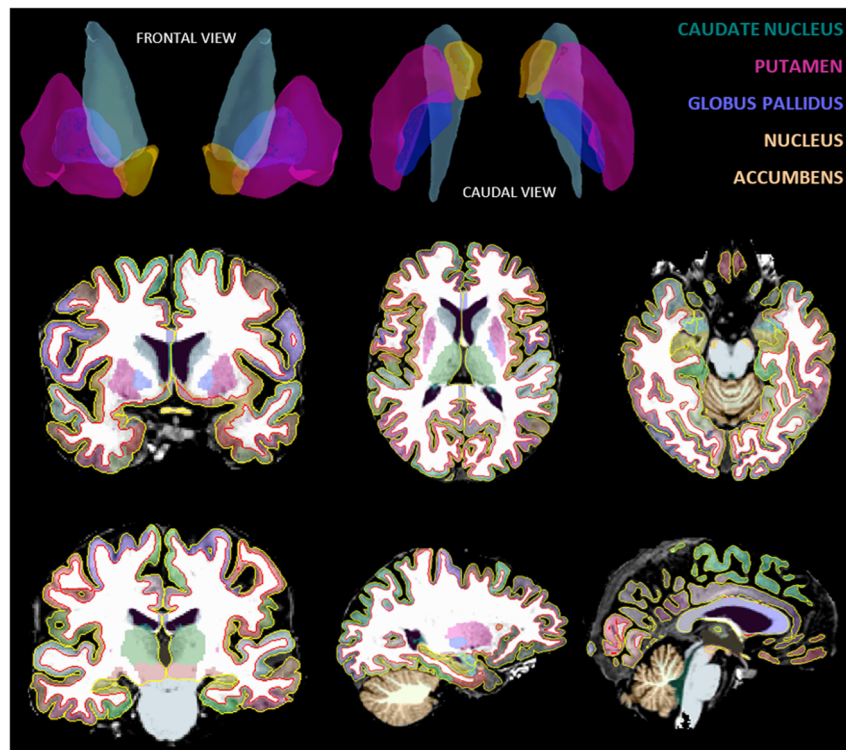 FRONTAL VIEW
CAUDAL VIEW
CAUDATE NUCLEUS
PUTAMEN
GLOBUS PALLIDUS
NUCLEUS
ACCUMBENS